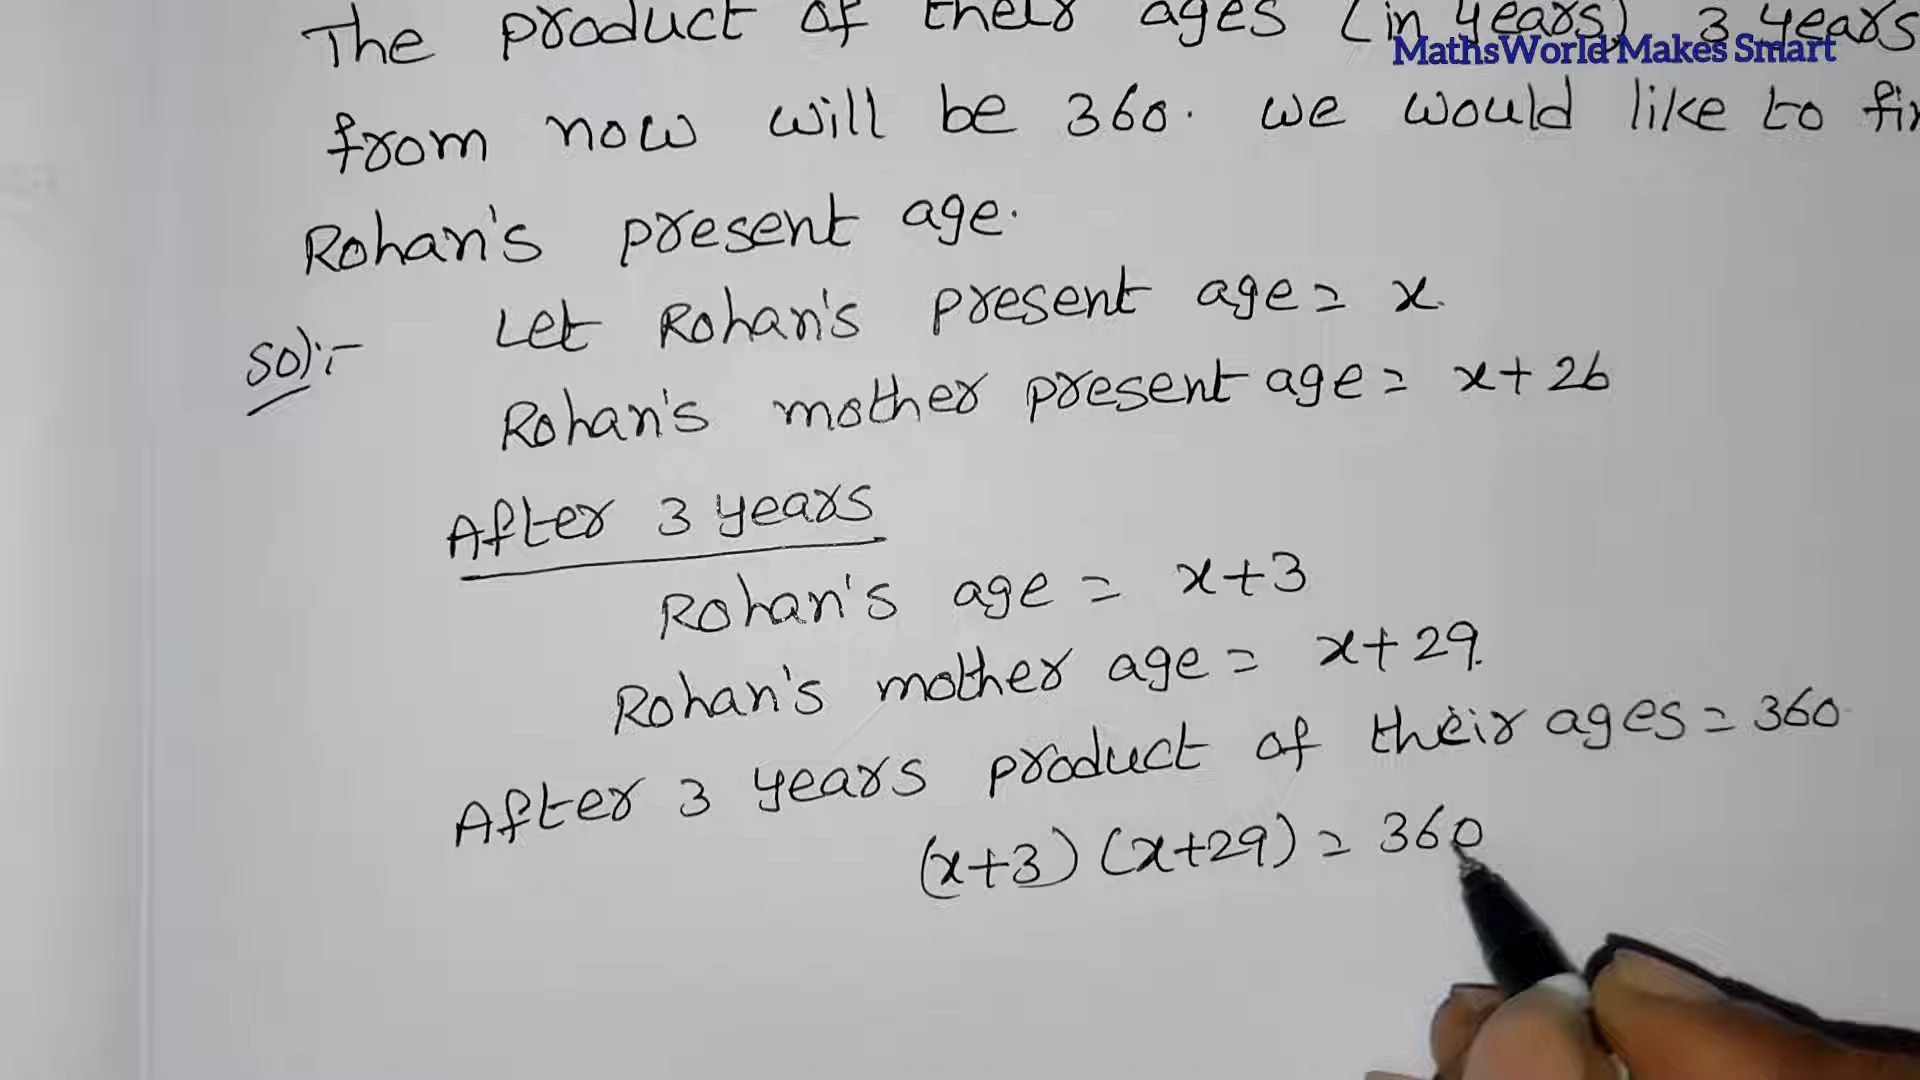 The product of their ages (in years) 3 years
MathsWorld Makes Smart
from now will be 360. we would like to
Rohan's present age.
Sol:- Let Rohan's present age = x.
Rohan's mother present age = x+26
After 3 years
Rohan's age = x+3
Rohan's mother age = x+29.
After 3 years product of their ages = 360.
(x+3) (x+29) = 360